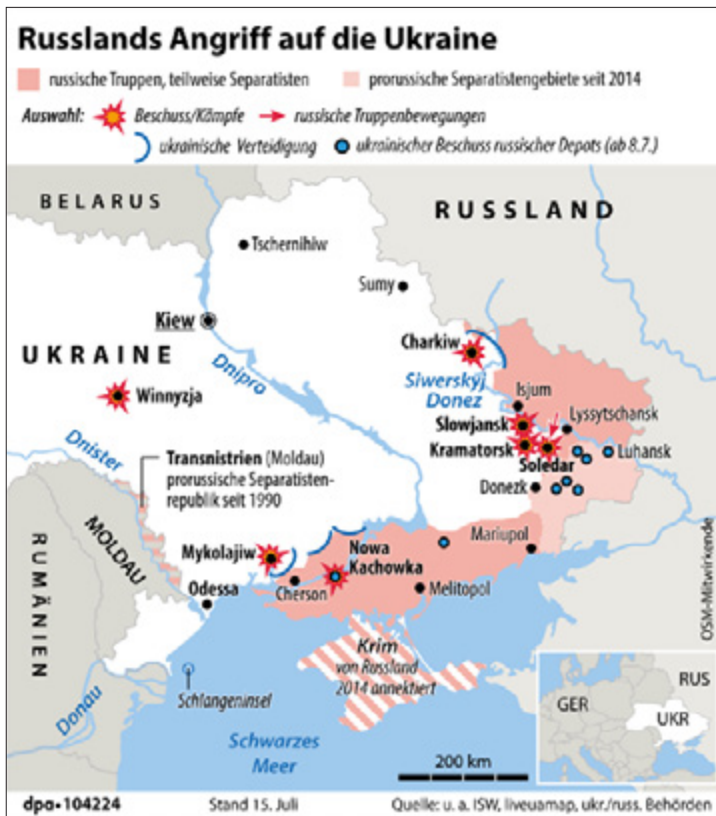 Russlands Angriff auf die Ukraine
russische Truppen, teilweise Separatisten
prorussische Separatistengebiete seit 2014
Auswahl:
Beschuss/Kämpfe
russische Truppenbewegungen
ukrainische Verteidigung
ukrainischer Beschuss russischer Depots (ab 8.7.)
BELARUS
RUSSLAND
Tschernihiw
Sumy
Kiew
Charkiw
UKRAINE
Dnipro
Siwerskyj
Donez
Isjum
Winnyzja
Slowjansk
Lyssytschansk
Kramatorsk
Soledar
Luhansk
Dnister
Transnistrien (Moldau)
prorussische Separatisten-
republik seit 1990
Donezk
MOLDAU
RUMÄNIEN
Mykolajiw
Nowa
Kachowka
Mariupol
Odessa
Cherson
Melitopol
OSM-Mitwirkende
Krim
von Russland
2014 annektiert
Donau
Schlangeninsel
Schwarzes
Meer
200 km
GER
RUS
UKR
dpa•104224
Stand 15. Juli
Quelle: u. a. ISW, liveuamap, ukr./russ. Behörden